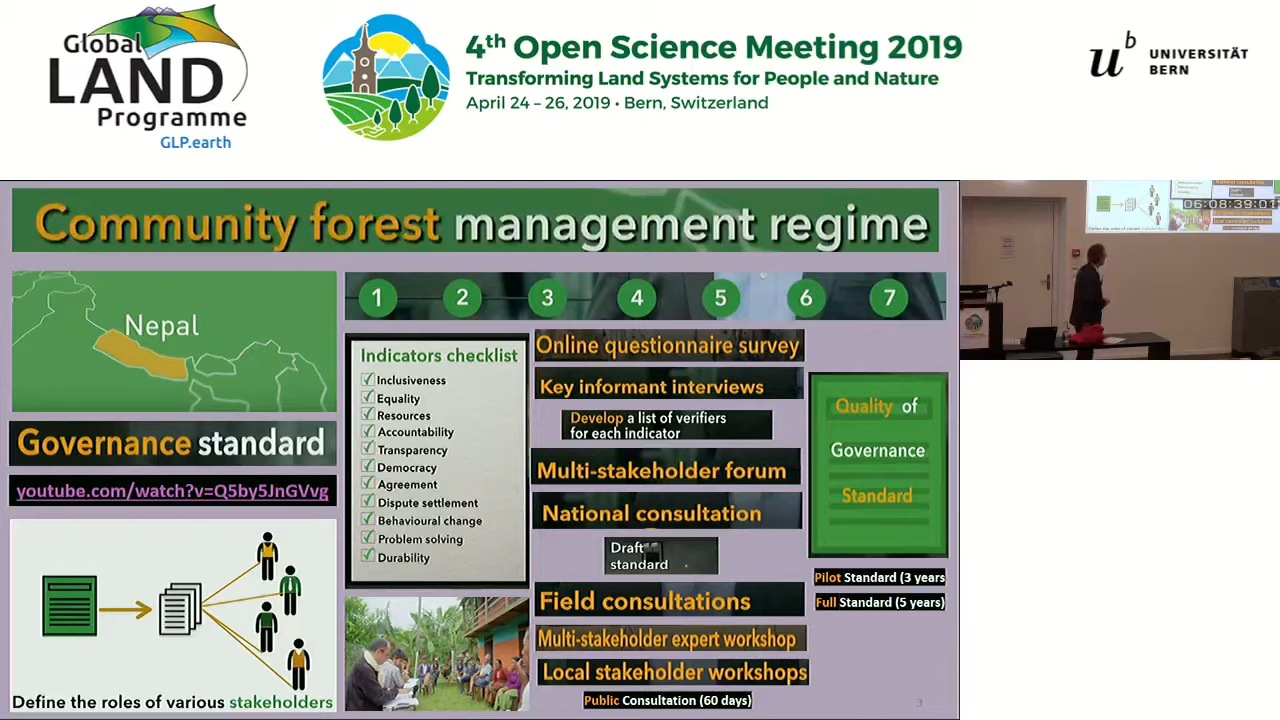 Global
LAND
Programme
GLP.earth
4th Open Science Meeting 2019
Transforming Land Systems for People and Nature
April 24 – 26, 2019 • Bern, Switzerland
u b
UNIVERSITÄT
BERN
Community forest management regime
Nepal
Governance standard
youtube.com/watch?v=Q5by5JnGVvg
Define the roles of various stakeholders
1 2 3 4 5 6 7
Indicators checklist
Inclusiveness
Equality
Resources
Accountability
Transparency
Democracy
Agreement
Dispute settlement
Behavioural change
Problem solving
Durability
Online questionnaire survey
Key informant interviews
Develop a list of verifiers
for each indicator
Multi-stakeholder forum
National consultation
Draft
standard
Field consultations
Multi-stakeholder expert workshop
Local stakeholder workshops
Public Consultation (60 days)
Quality of
Governance
Standard
Pilot Standard (3 years
Full Standard (5 years)
3
06:08:39:01